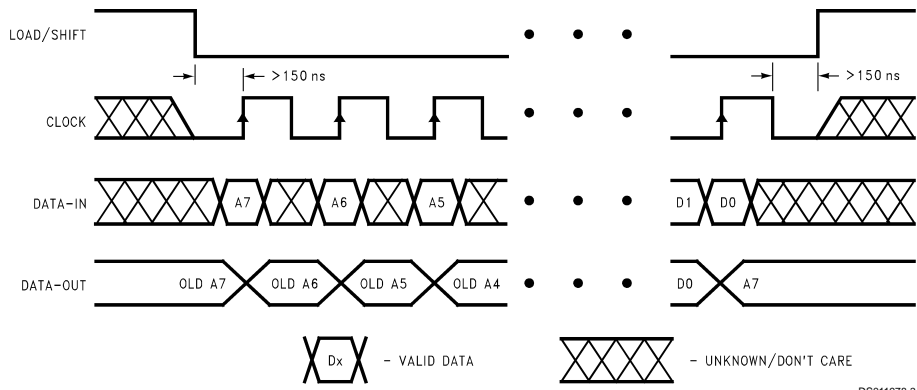 LOAD/SHIFT
>150 ns >150 ns
CLOCK
DATA-IN A7 A6 A5 D1 D0
DATA-OUT OLD A7 OLD A6 OLD A5 OLD A4 D0 A7
Dx - VALID DATA - UNKNOWN/DON'T CARE